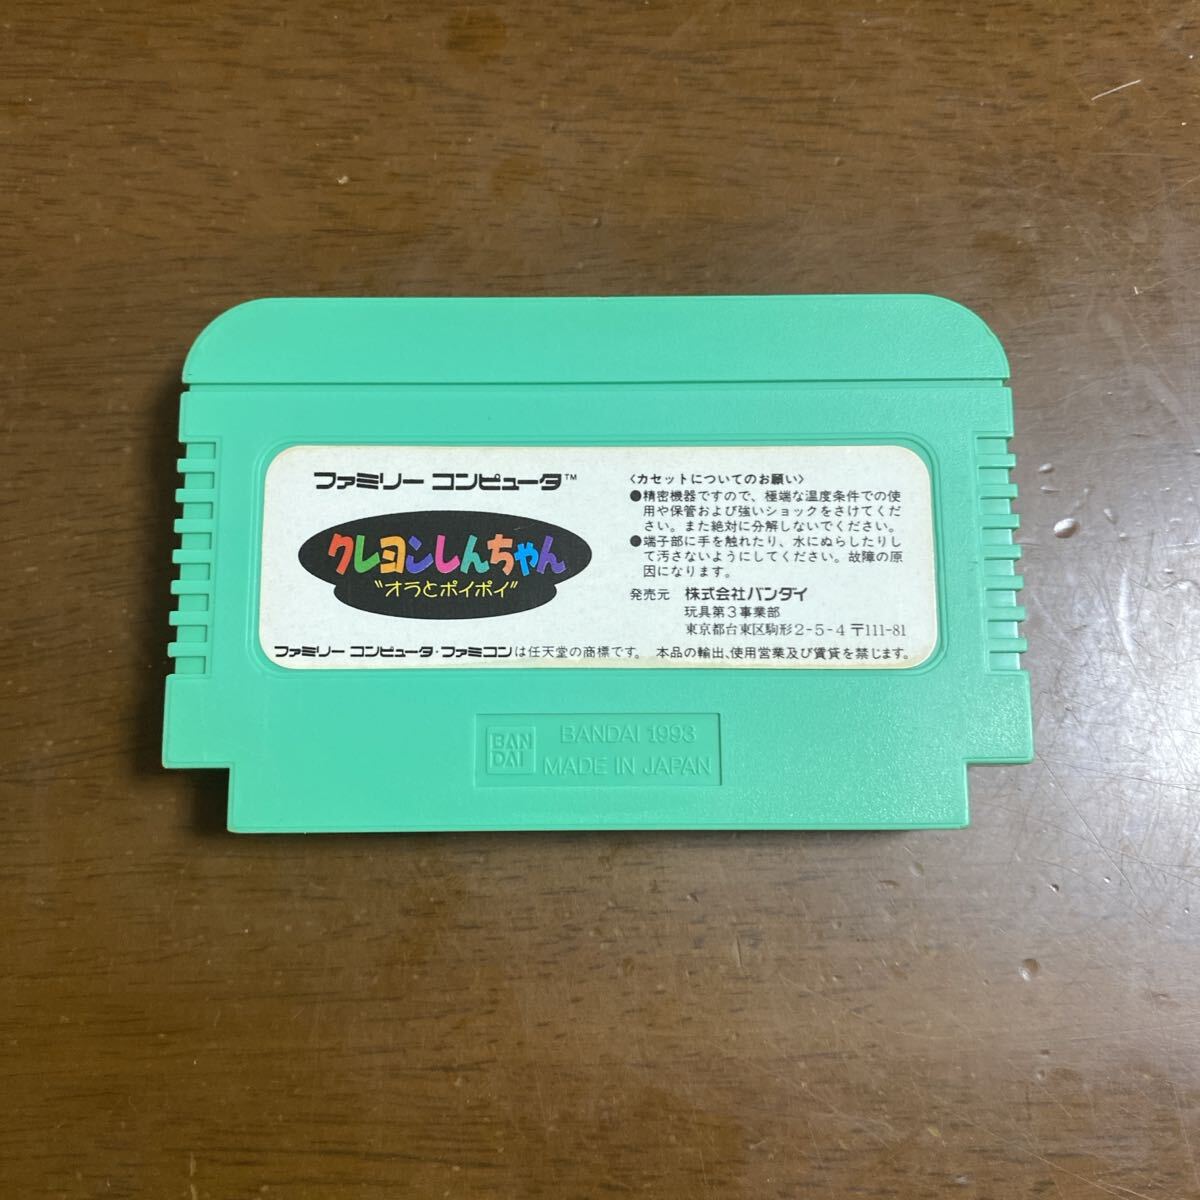 ファミリー コンピュータ™
クレヨンしんちゃん
"オラとポイポイ"
〈カセットについてのお願い〉
●精密機器ですので、極端な温度条件での使
用や保管および強いショックをさけてくだ
さい。また絶対に分解しないでください。
●端子部に手を触れたり、水にぬらしたりし
て汚さないようにしてください。故障の原
因になります。
発売元 株式会社バンダイ
玩具第3事業部
東京都台東区駒形2-5-4 〒111-81
ファミリー コンピュータ・ファミコンは任天堂の商標です。 本品の輸出、使用営業及び賃貸を禁じます。
BAN
DAI
BANDAI 1993
MADE IN JAPAN